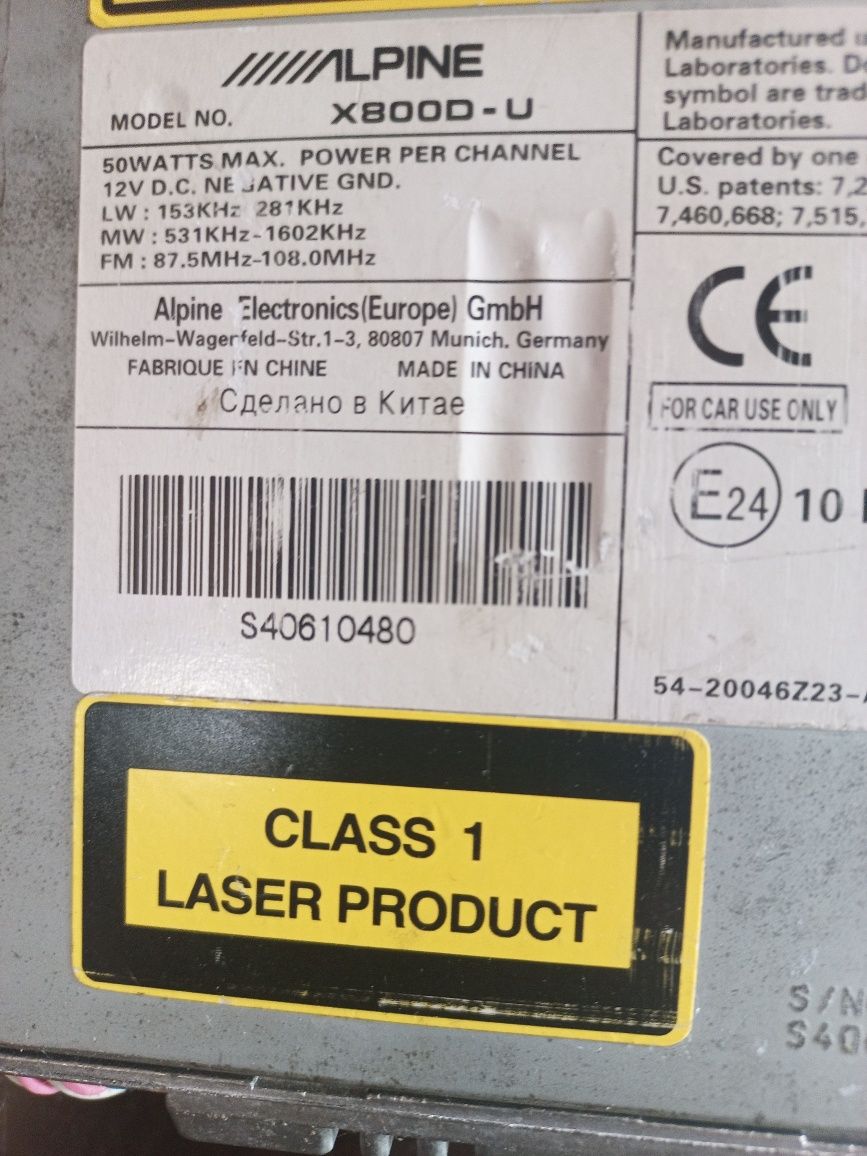 ALPINE
MODEL NO. X800D-U
50WATTS MAX. POWER PER CHANNEL
12V D.C. NEGATIVE GND.
LW : 153KHz 281KHz
MW : 531KHz-1602KHz
FM : 87.5MHz-108.0MHz
Alpine Electronics(Europe) GmbH
Wilhelm-Wagenfeld-Str.1-3, 80807 Munich. Germany
FABRIQUE EN CHINE MADE IN CHINA
Сделано в Китае
S40610480
Manufactured
Laboratories.
symbol are
Laboratories.
Covered by one
U.S. patents: 7,2
7,460,668; 7,515,
CE
FOR CAR USE ONLY
E24 10
54-20046Z23-
CLASS 1
LASER PRODUCT
S/N
S40